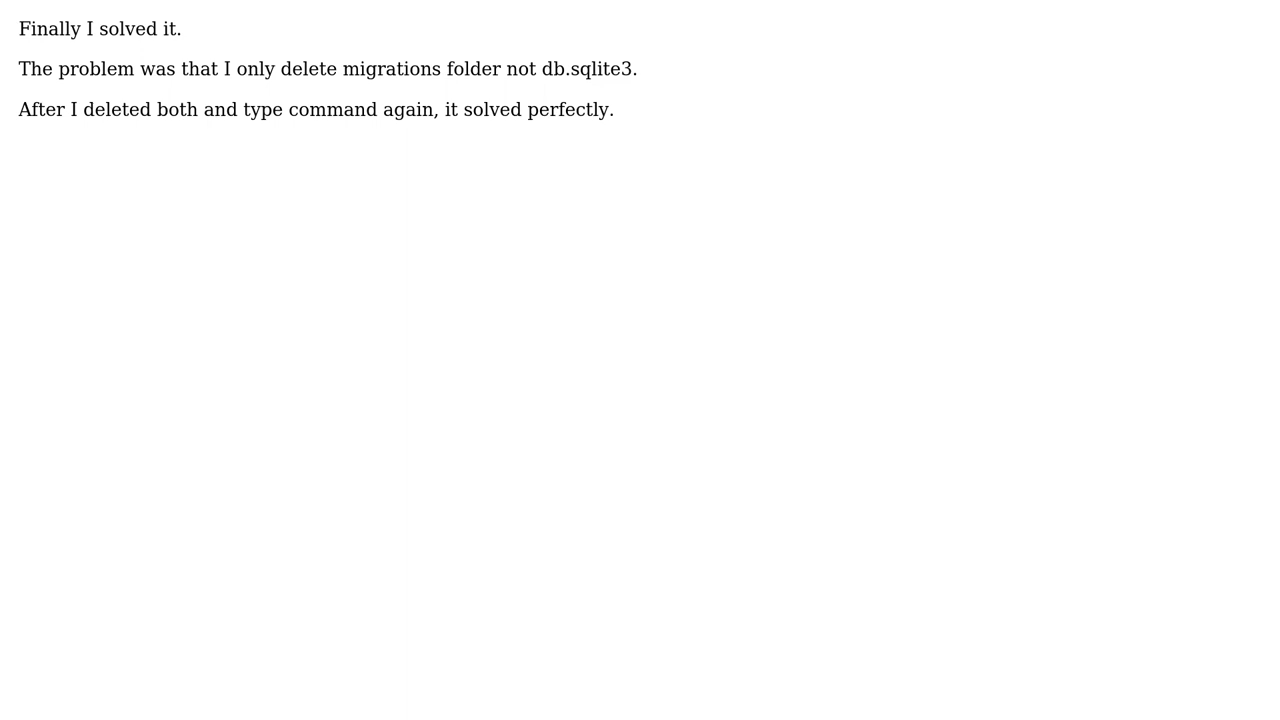 Finally I solved it.
The problem was that I only delete migrations folder not db.sqlite3.
After I deleted both and type command again, it solved perfectly.